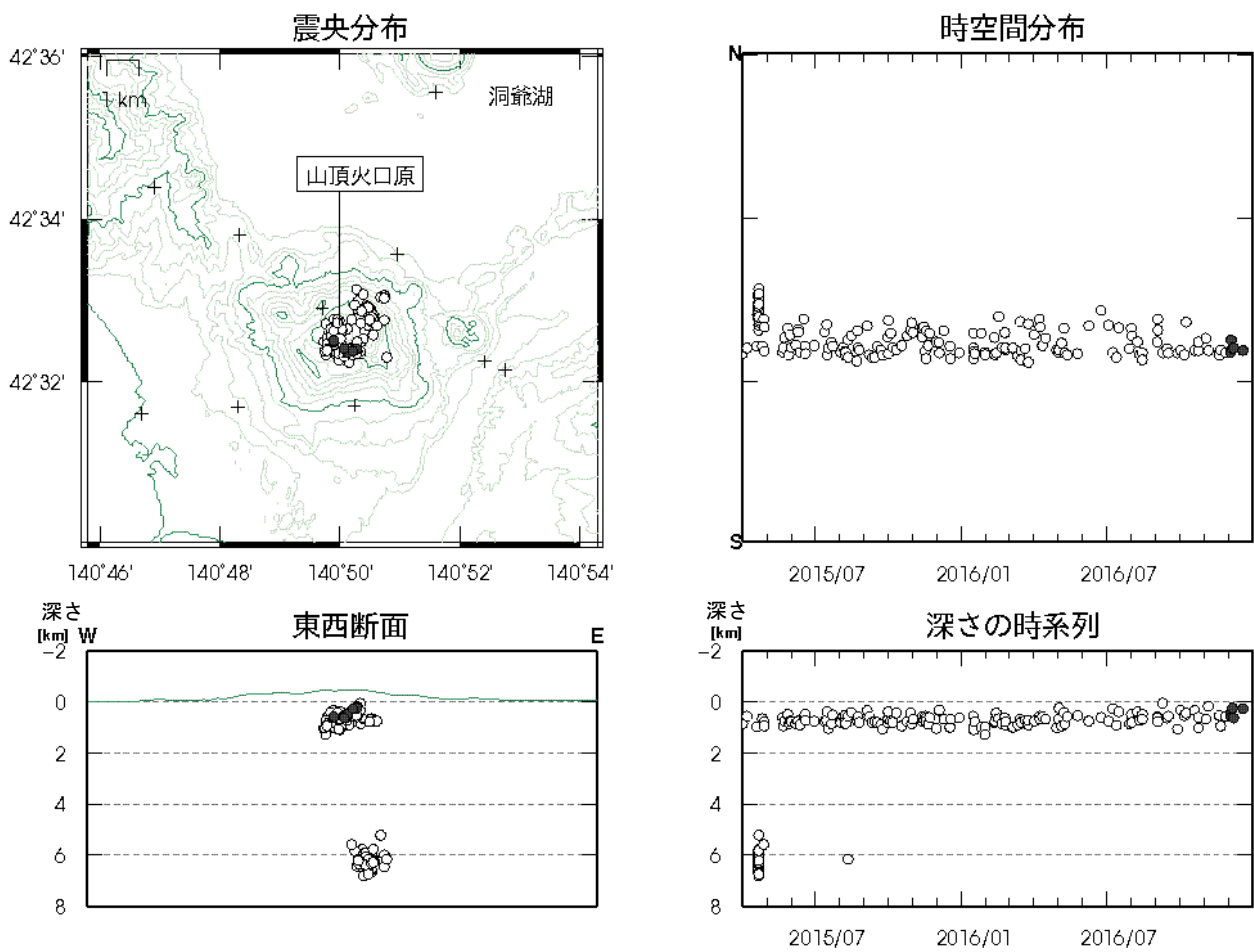 震央分布
42°36'
1 km
洞爺湖
山頂火口原
42°34'
42°32'
140°46' 140°48' 140°50' 140°52' 140°54'
時空間分布
N
S
2015/07 2016/01 2016/07
東西断面
深さ
[km] W E
-2
0
2
4
6
8
深さの時系列
深さ
[km]
-2
0
2
4
6
8
2015/07 2016/01 2016/07